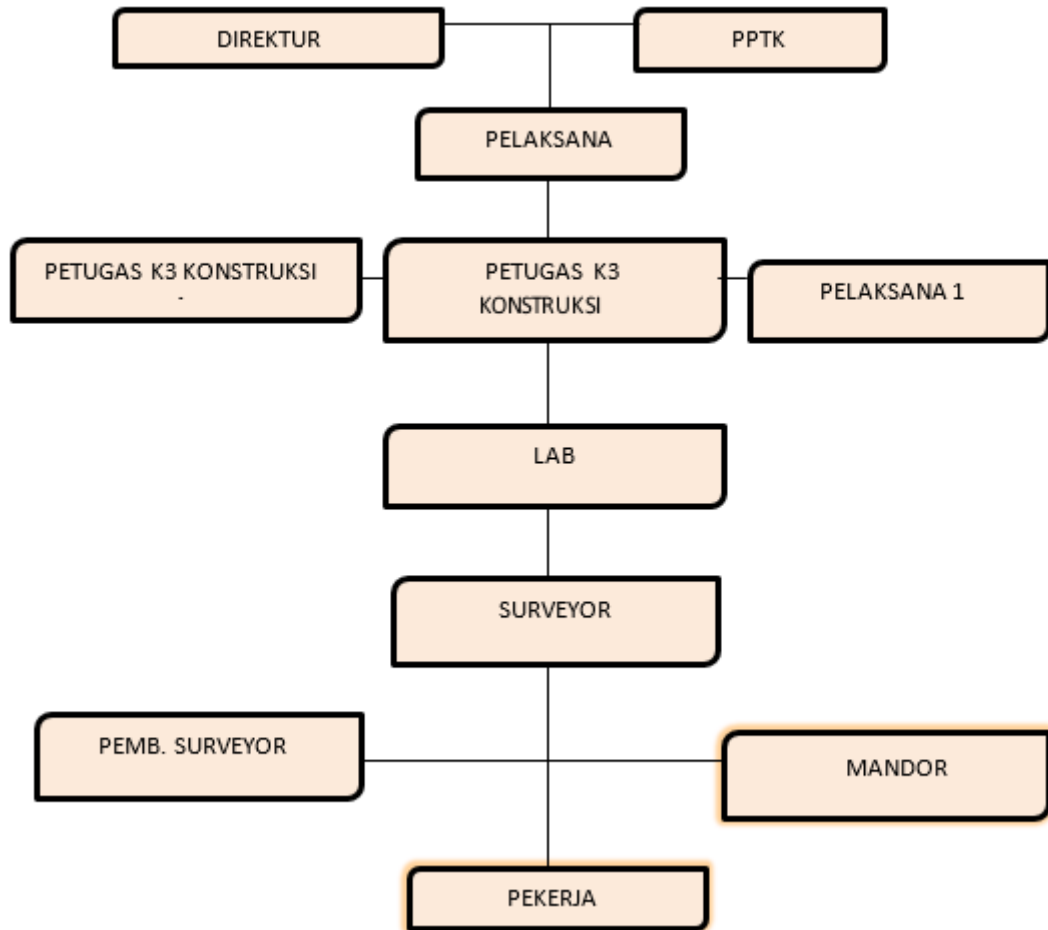 DIREKTUR
PPTK
PELAKSANA
PETUGAS K3 KONSTRUKSI
-
PETUGAS K3
KONSTRUKSI
PELAKSANA 1
LAB
SURVEYOR
PEMB. SURVEYOR
MANDOR
PEKERJA